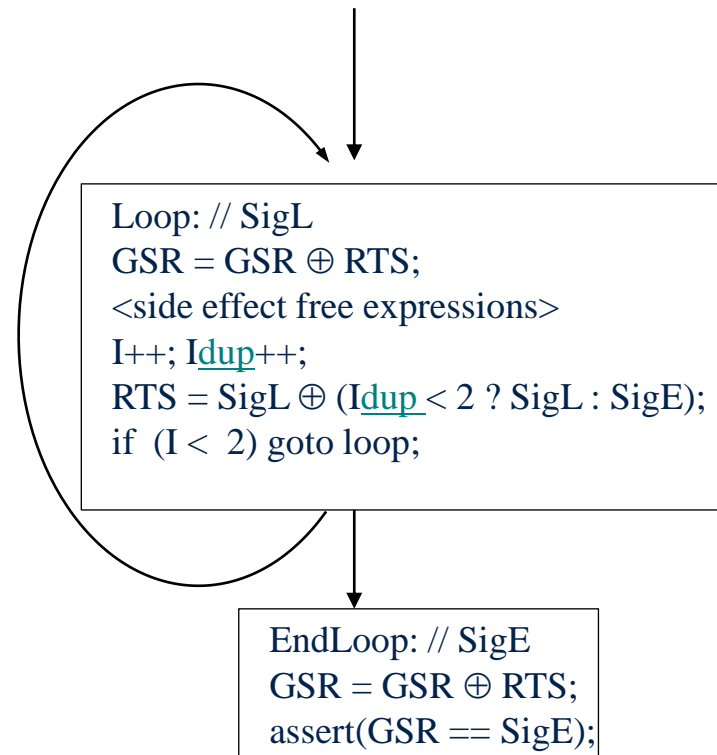 Loop: // SigL
GSR = GSR ⊕ RTS;
<side effect free expressions>
I++; Idup++;
RTS = SigL ⊕ (Idup < 2 ? SigL : SigE);
if (I < 2) goto loop;
EndLoop: // SigE
GSR = GSR ⊕ RTS;
assert(GSR == SigE);